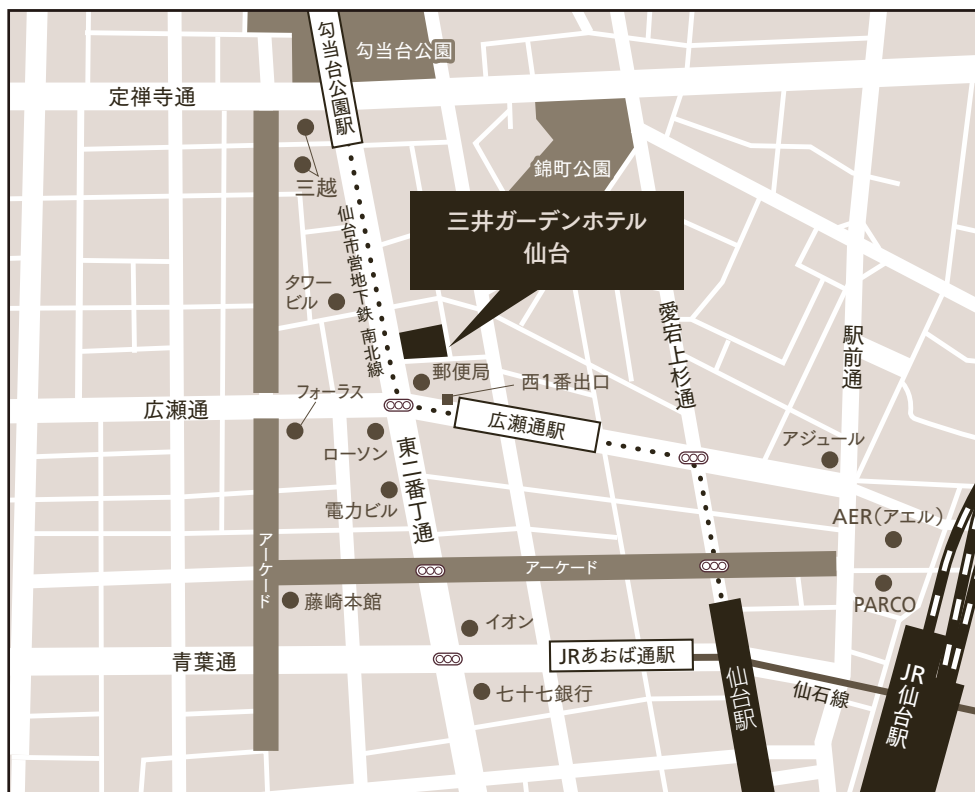 勾当台公園駅
勾当台公園
定禅寺通
三越
錦町公園
三井ガーデンホテル
仙台
仙台市営地下鉄 南北線
タワー
ビル
愛宕上杉通
駅前通
郵便局
西1番出口
フォーラス
広瀬通
広瀬通駅
ローソン
東二番丁通
アジュール
電力ビル
AER(アエル)
アーケード
アーケード
藤崎本館
PARCO
イオン
青葉通
JRあおば通駅
仙台駅
仙石線
JR仙台駅
七十七銀行